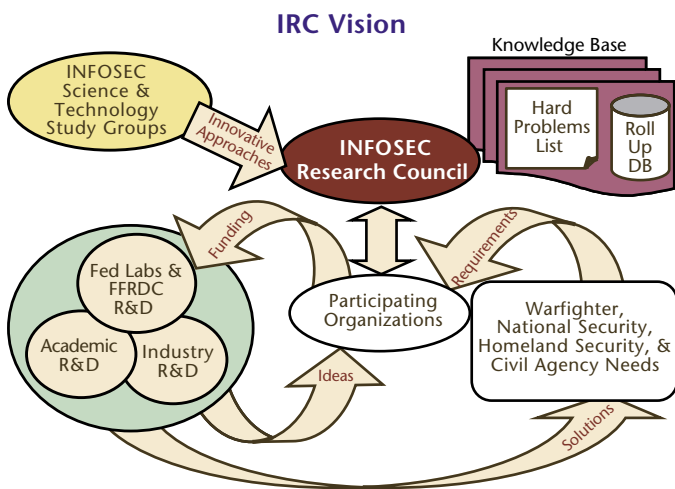 IRC Vision
Knowledge Base
INFOSEC
Science &
Technology
Study Groups
Innovative
Approaches
INFOSEC
Research Council
Hard
Problems
List
Roll
Up
DB
Funding
Requirements
Fed Labs &
FFRDC
R&D
Academic
R&D
Industry
R&D
Participating
Organizations
Ideas
Warfighter,
National Security,
Homeland Security, &
Civil Agency Needs
Solutions